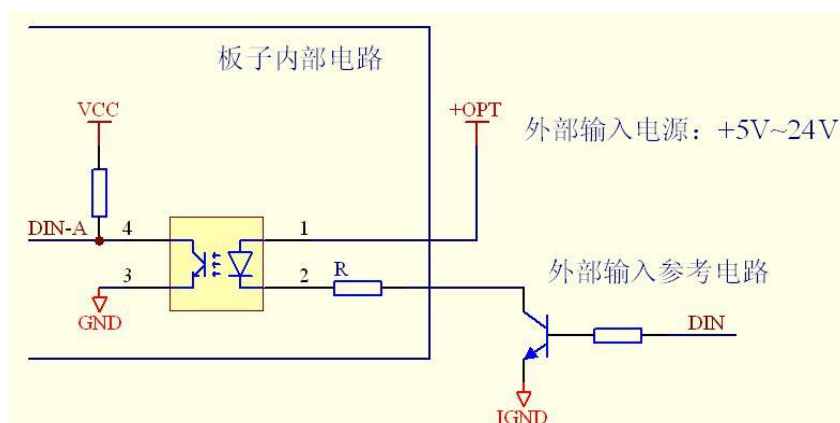 板子内部电路
VCC
+OPT
外部输入电源：+5V~24V
DIN-A
4
1
3
2
R
外部输入参考电路
GND
DIN
IGND